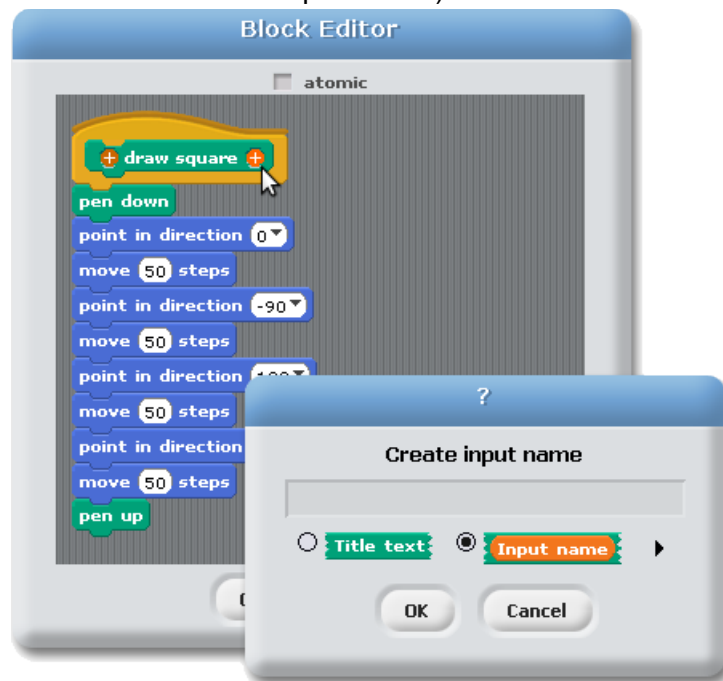 Block Editor
atomic
+ draw square +
pen down
point in direction 0
move 50 steps
point in direction -90
move 50 steps
point in direction
move 50 steps
point in direction
move 50 steps
pen up
?
Create input name
Title text
Input name
OK
Cancel